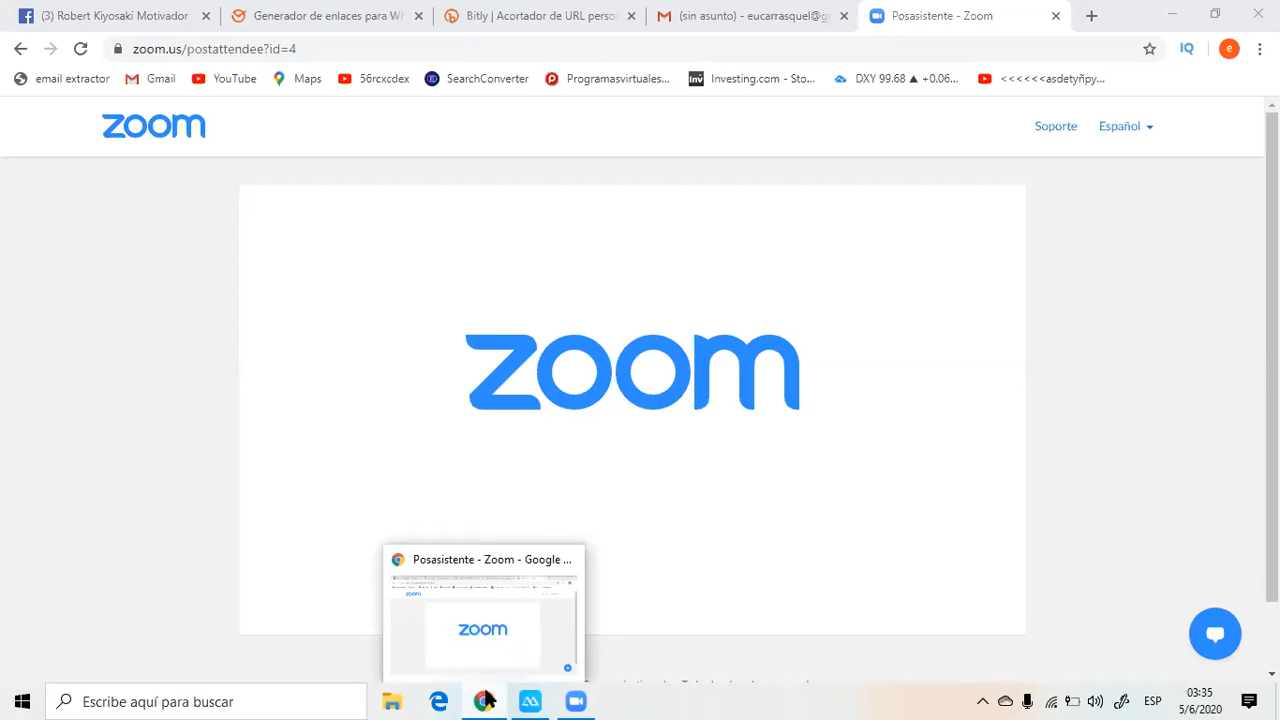 (3) Robert Kiyosaki Motivado
Generador de enlaces para Wh
Bitly | Acortador de URL perso
(sin asunto) - eucarrasquel@g
Posasistente - Zoom
zoom.us/postattendee?id=4
IQ
e
email extractor
Gmail
YouTube
Maps
56rcxcdex
SearchConverter
Programasvirtuales...
Investing.com - Sto...
DXY 99.68 ▲ +0.06...
<<<<<<asdetyñpy...
zoom
Soporte
Español
zoom
Posasistente - Zoom - Google ...
zoom
Escribe aquí para buscar
ESP
03:35
5/6/2020